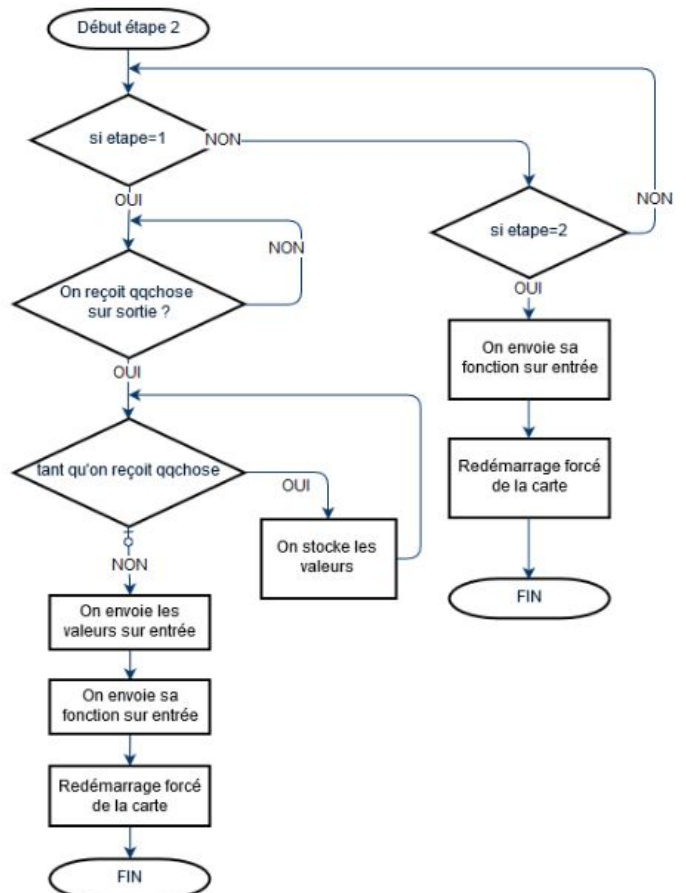 Début étape 2
si etape=1
NON
OUI
On reçoit qqchose
sur sortie ?
NON
OUI
tant qu'on reçoit qqchose
OUI
On stocke les
valeurs
NON
On envoie les
valeurs sur entrée
On envoie sa
fonction sur entrée
Redémarrage forcé
de la carte
FIN
si etape=2
NON
OUI
On envoie sa
fonction sur entrée
Redémarrage forcé
de la carte
FIN